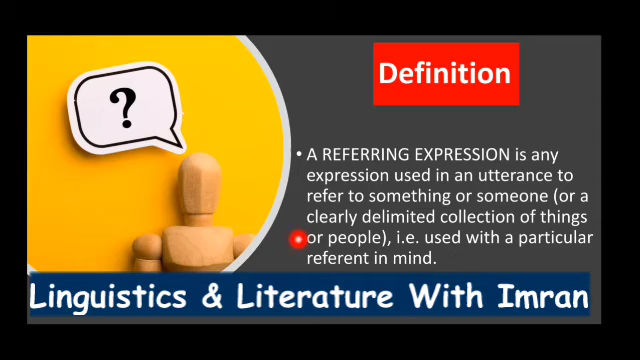 ?
Definition
• A REFERRING EXPRESSION is any
expression used in an utterance to
refer to something or someone (or a
clearly delimited collection of things
or people), i.e. used with a particular
referent in mind.
Linguistics & Literature With Imran